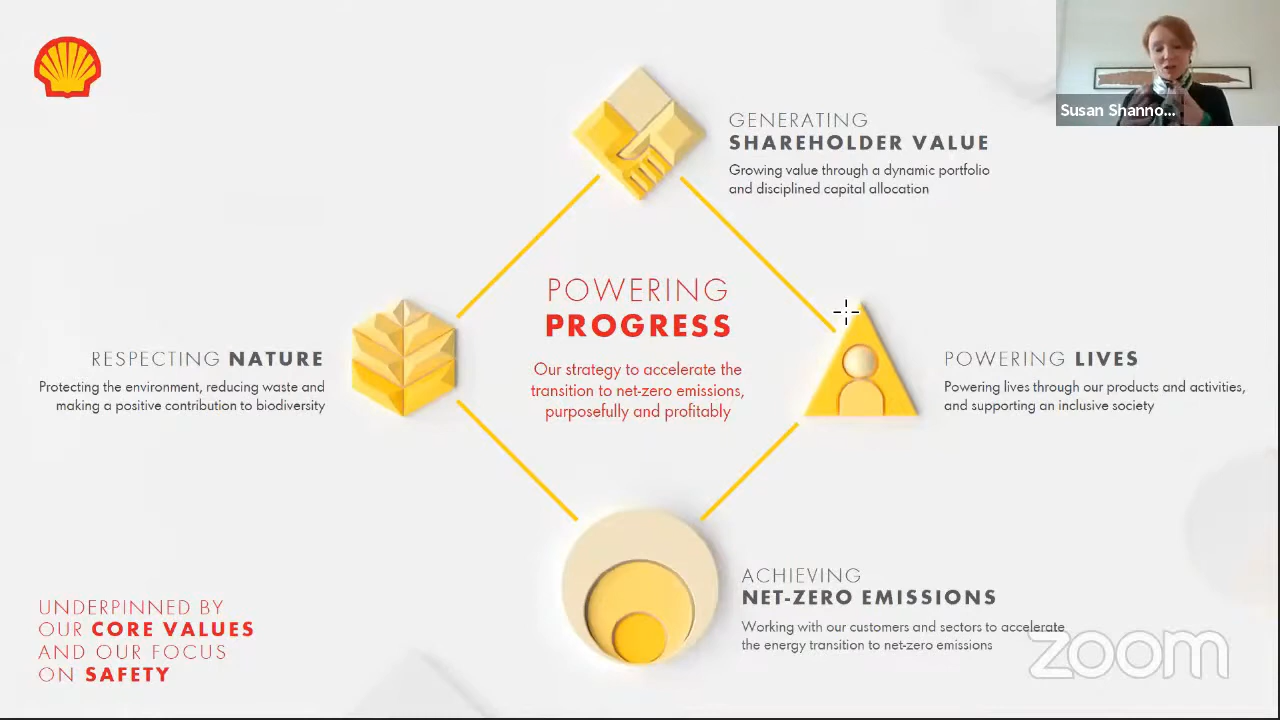 Susan Shanno...
GENERATING
SHAREHOLDER VALUE
Growing value through a dynamic portfolio
and disciplined capital allocation
POWERING
PROGRESS
Our strategy to accelerate the
transition to net-zero emissions,
purposefully and profitably
RESPECTING NATURE
Protecting the environment, reducing waste and
making a positive contribution to biodiversity
POWERING LIVES
Powering lives through our products and activities,
and supporting an inclusive society
ACHIEVING
NET-ZERO EMISSIONS
Working with our customers and sectors to accelerate
the energy transition to net-zero emissions
UNDERPINNED BY
OUR CORE VALUES
AND OUR FOCUS
ON SAFETY
zoom